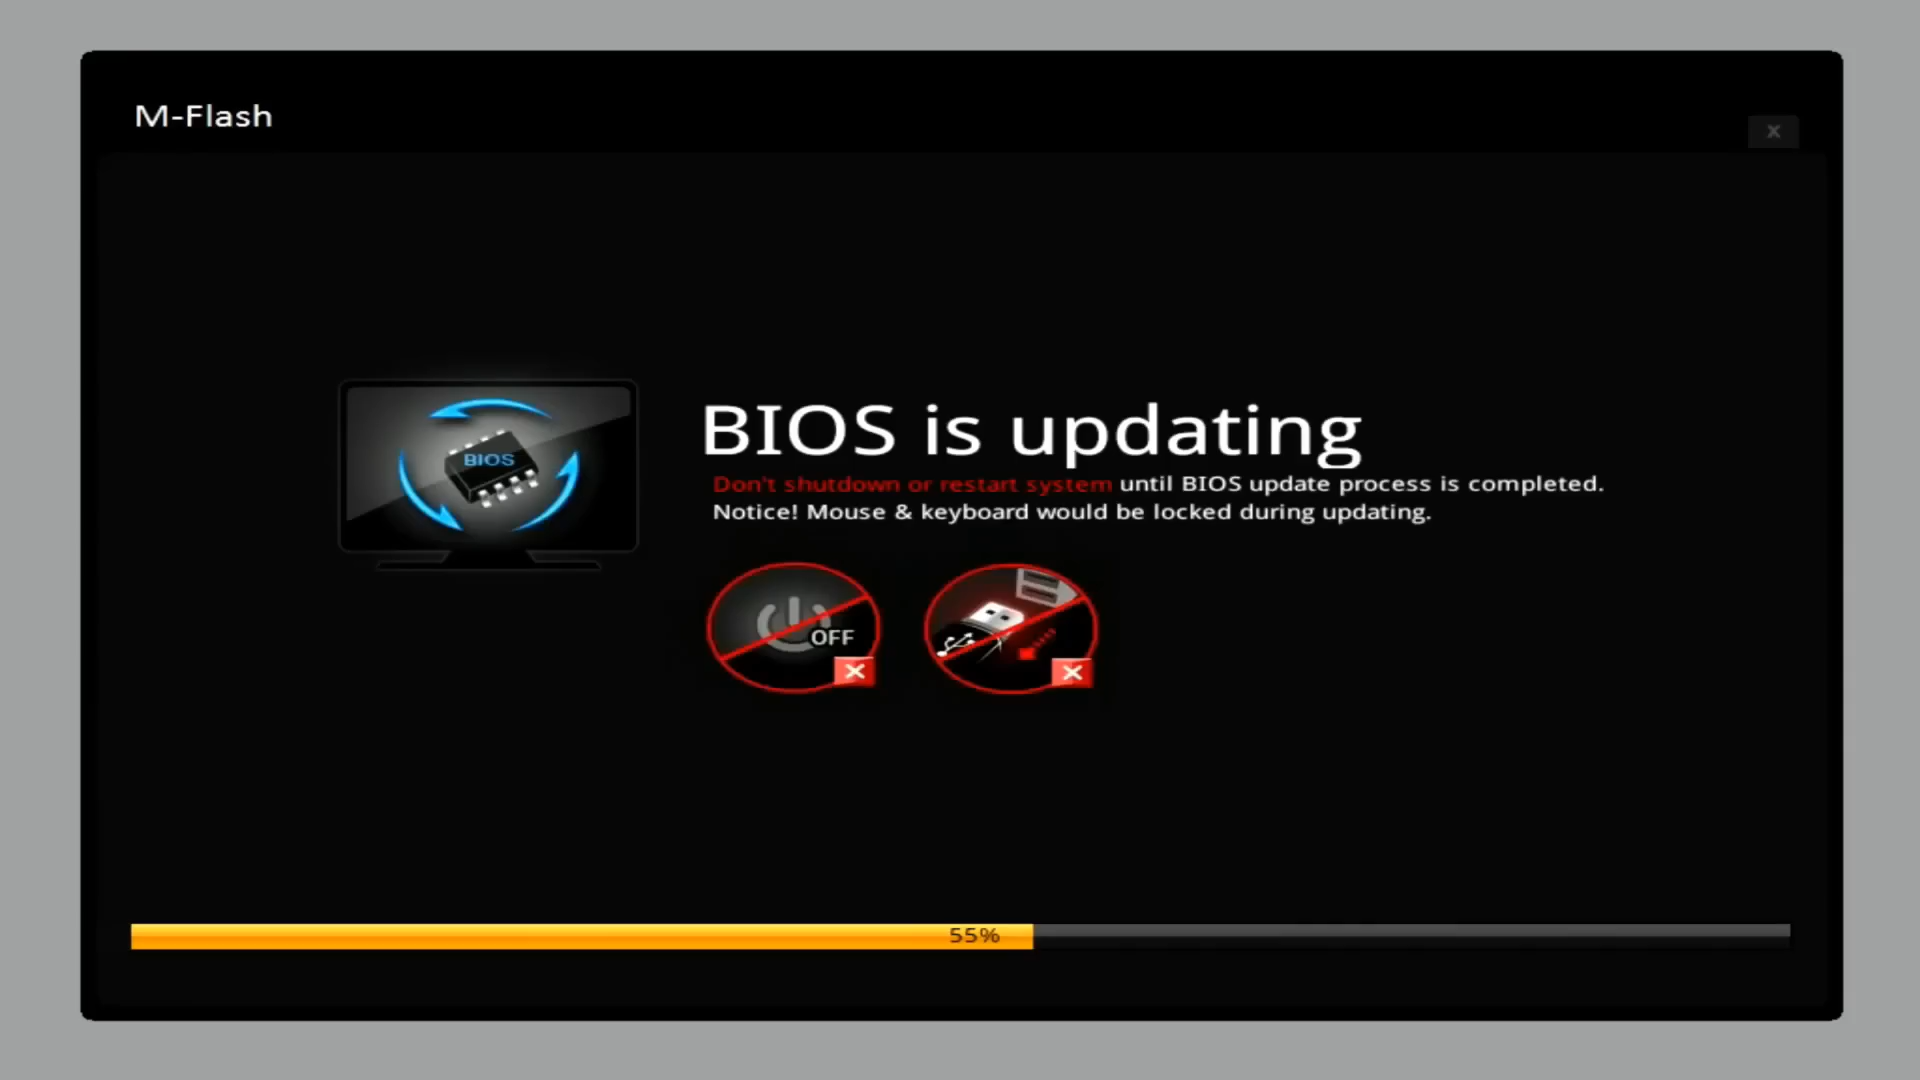 M-Flash
x
BIOS
BIOS is updating
Don't shutdown or restart system until BIOS update process is completed.
Notice! Mouse & keyboard would be locked during updating.
OFF
55%